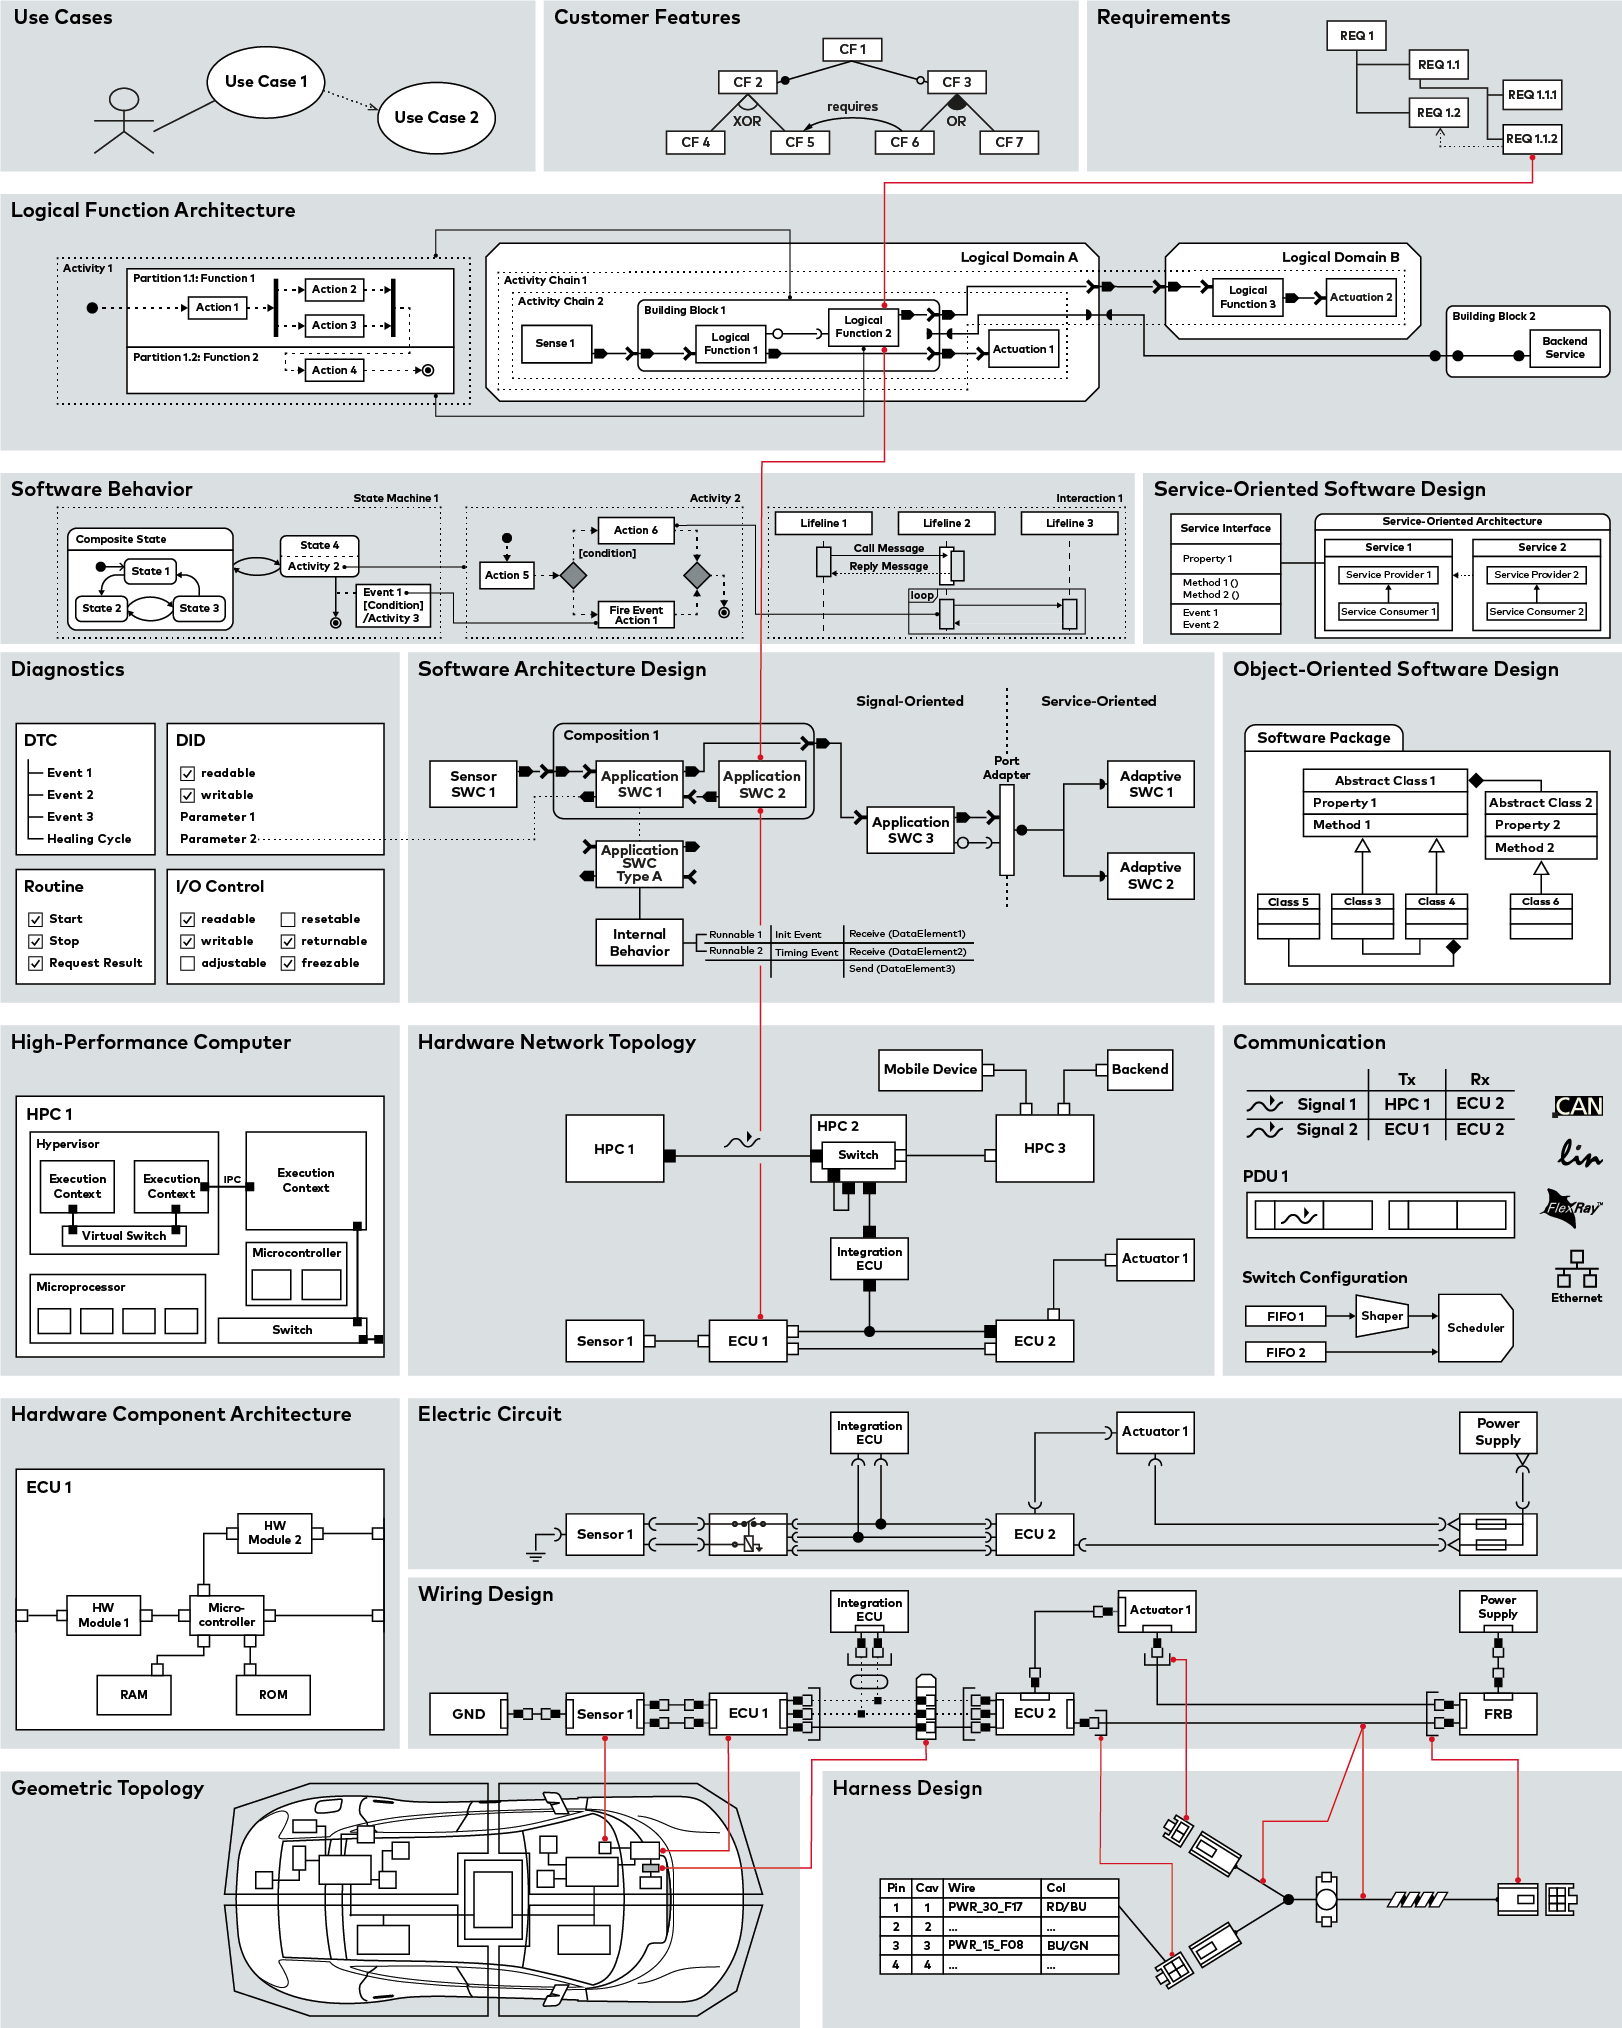 Use Cases
Use Case 1
Use Case 2
Customer Features
CF 1
CF 2
CF 3
requires
XOR
OR
CF 4
CF 5
CF 6
CF 7
Requirements
REQ 1
REQ 1.1
REQ 1.1.1
REQ 1.2
REQ 1.1.2
Logical Function Architecture
Activity 1
Partition 1.1: Function 1
Action 1
Action 2
Action 3
Partition 1.2: Function 2
Action 4
Logical Domain A
Activity Chain 1
Activity Chain 2
Building Block 1
Sense 1
Logical
Function 1
Logical
Function 2
Actuation 1
Logical Domain B
Logical
Function 3
Actuation 2
Building Block 2
Backend
Service
Software Behavior
State Machine 1
Composite State
State 1
State 2
State 3
State 4
Activity 2
Event 1
[Condition]
/Activity 3
Activity 2
Action 5
Action 6
[condition]
Fire Event
Action 1
Interaction 1
Lifeline 1
Lifeline 2
Lifeline 3
Call Message
Reply Message
loop
Service-Oriented Software Design
Service Interface
Property 1
Method 1 ()
Method 2 ()
Event 1
Event 2
Service-Oriented Architecture
Service 1
Service Provider 1
Service Consumer 1
Service 2
Service Provider 2
Service Consumer 2
Diagnostics
DTC
Event 1
Event 2
Event 3
Healing Cycle
DID
readable
writable
Parameter 1
Parameter 2
Routine
Start
Stop
Request Result
I/O Control
readable
writable
adjustable
resetable
returnable
freezable
Software Architecture Design
Signal-Oriented
Service-Oriented
Composition 1
Sensor
SWC 1
Application
SWC 1
Application
SWC 2
Application
SWC
Type A
Internal
Behavior
Runnable 1 Init Event Receive (DataElement1)
Runnable 2 Timing Event Receive (DataElement2)
Send (DataElement3)
Application
SWC 3
Port
Adapter
Adaptive
SWC 1
Adaptive
SWC 2
Object-Oriented Software Design
Software Package
Abstract Class 1
Property 1
Method 1
Abstract Class 2
Property 2
Method 2
Class 5
Class 3
Class 4
Class 6
High-Performance Computer
HPC 1
Hypervisor
Execution
Context
Execution
Context
IPC
Execution
Context
Virtual Switch
Microcontroller
Microprocessor
Switch
Hardware Network Topology
Mobile Device
Backend
HPC 1
HPC 2
Switch
HPC 3
Integration
ECU
Actuator 1
Sensor 1
ECU 1
ECU 2
Communication
Tx Rx
Signal 1 HPC 1 ECU 2
Signal 2 ECU 1 ECU 2
CAN
lin
FlexRay™
Ethernet
PDU 1
Switch Configuration
FIFO 1
FIFO 2
Shaper
Scheduler
Hardware Component Architecture
ECU 1
HW
Module 2
HW
Module 1
Micro-
controller
RAM
ROM
Electric Circuit
Integration
ECU
Actuator 1
Power
Supply
Sensor 1
ECU 2
Wiring Design
Integration
ECU
Actuator 1
Power
Supply
GND
Sensor 1
ECU 1
ECU 2
FRB
Geometric Topology
Harness Design
Pin Cav Wire Col
1 1 PWR_30_F17 RD/BU
2 2 ... ...
3 3 PWR_15_F08 BU/GN
4 4 ... ...